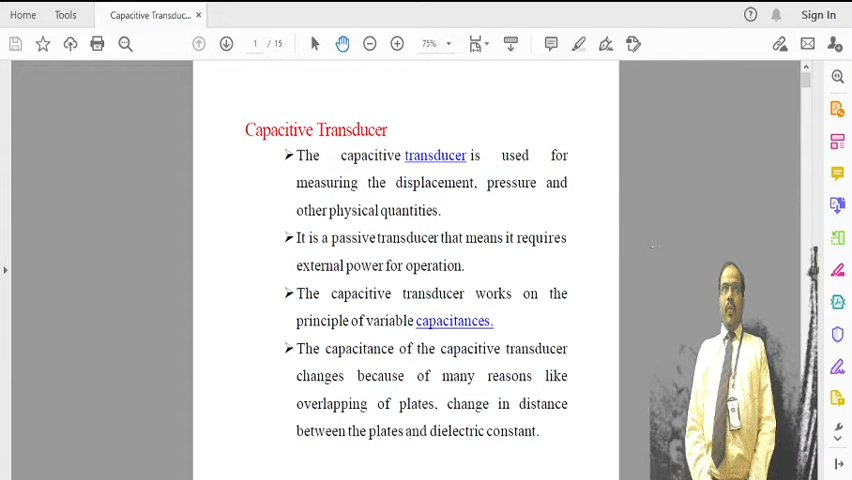 Home Tools Capacitive Transduc... × Sign In
1 / 15 75%
Capacitive Transducer
➢The capacitive transducer is used for
measuring the displacement, pressure and
other physical quantities.
➢It is a passive transducer that means it requires
external power for operation.
➢The capacitive transducer works on the
principle of variable capacitances.
➢The capacitance of the capacitive transducer
changes because of many reasons like
overlapping of plates, change in distance
between the plates and dielectric constant.